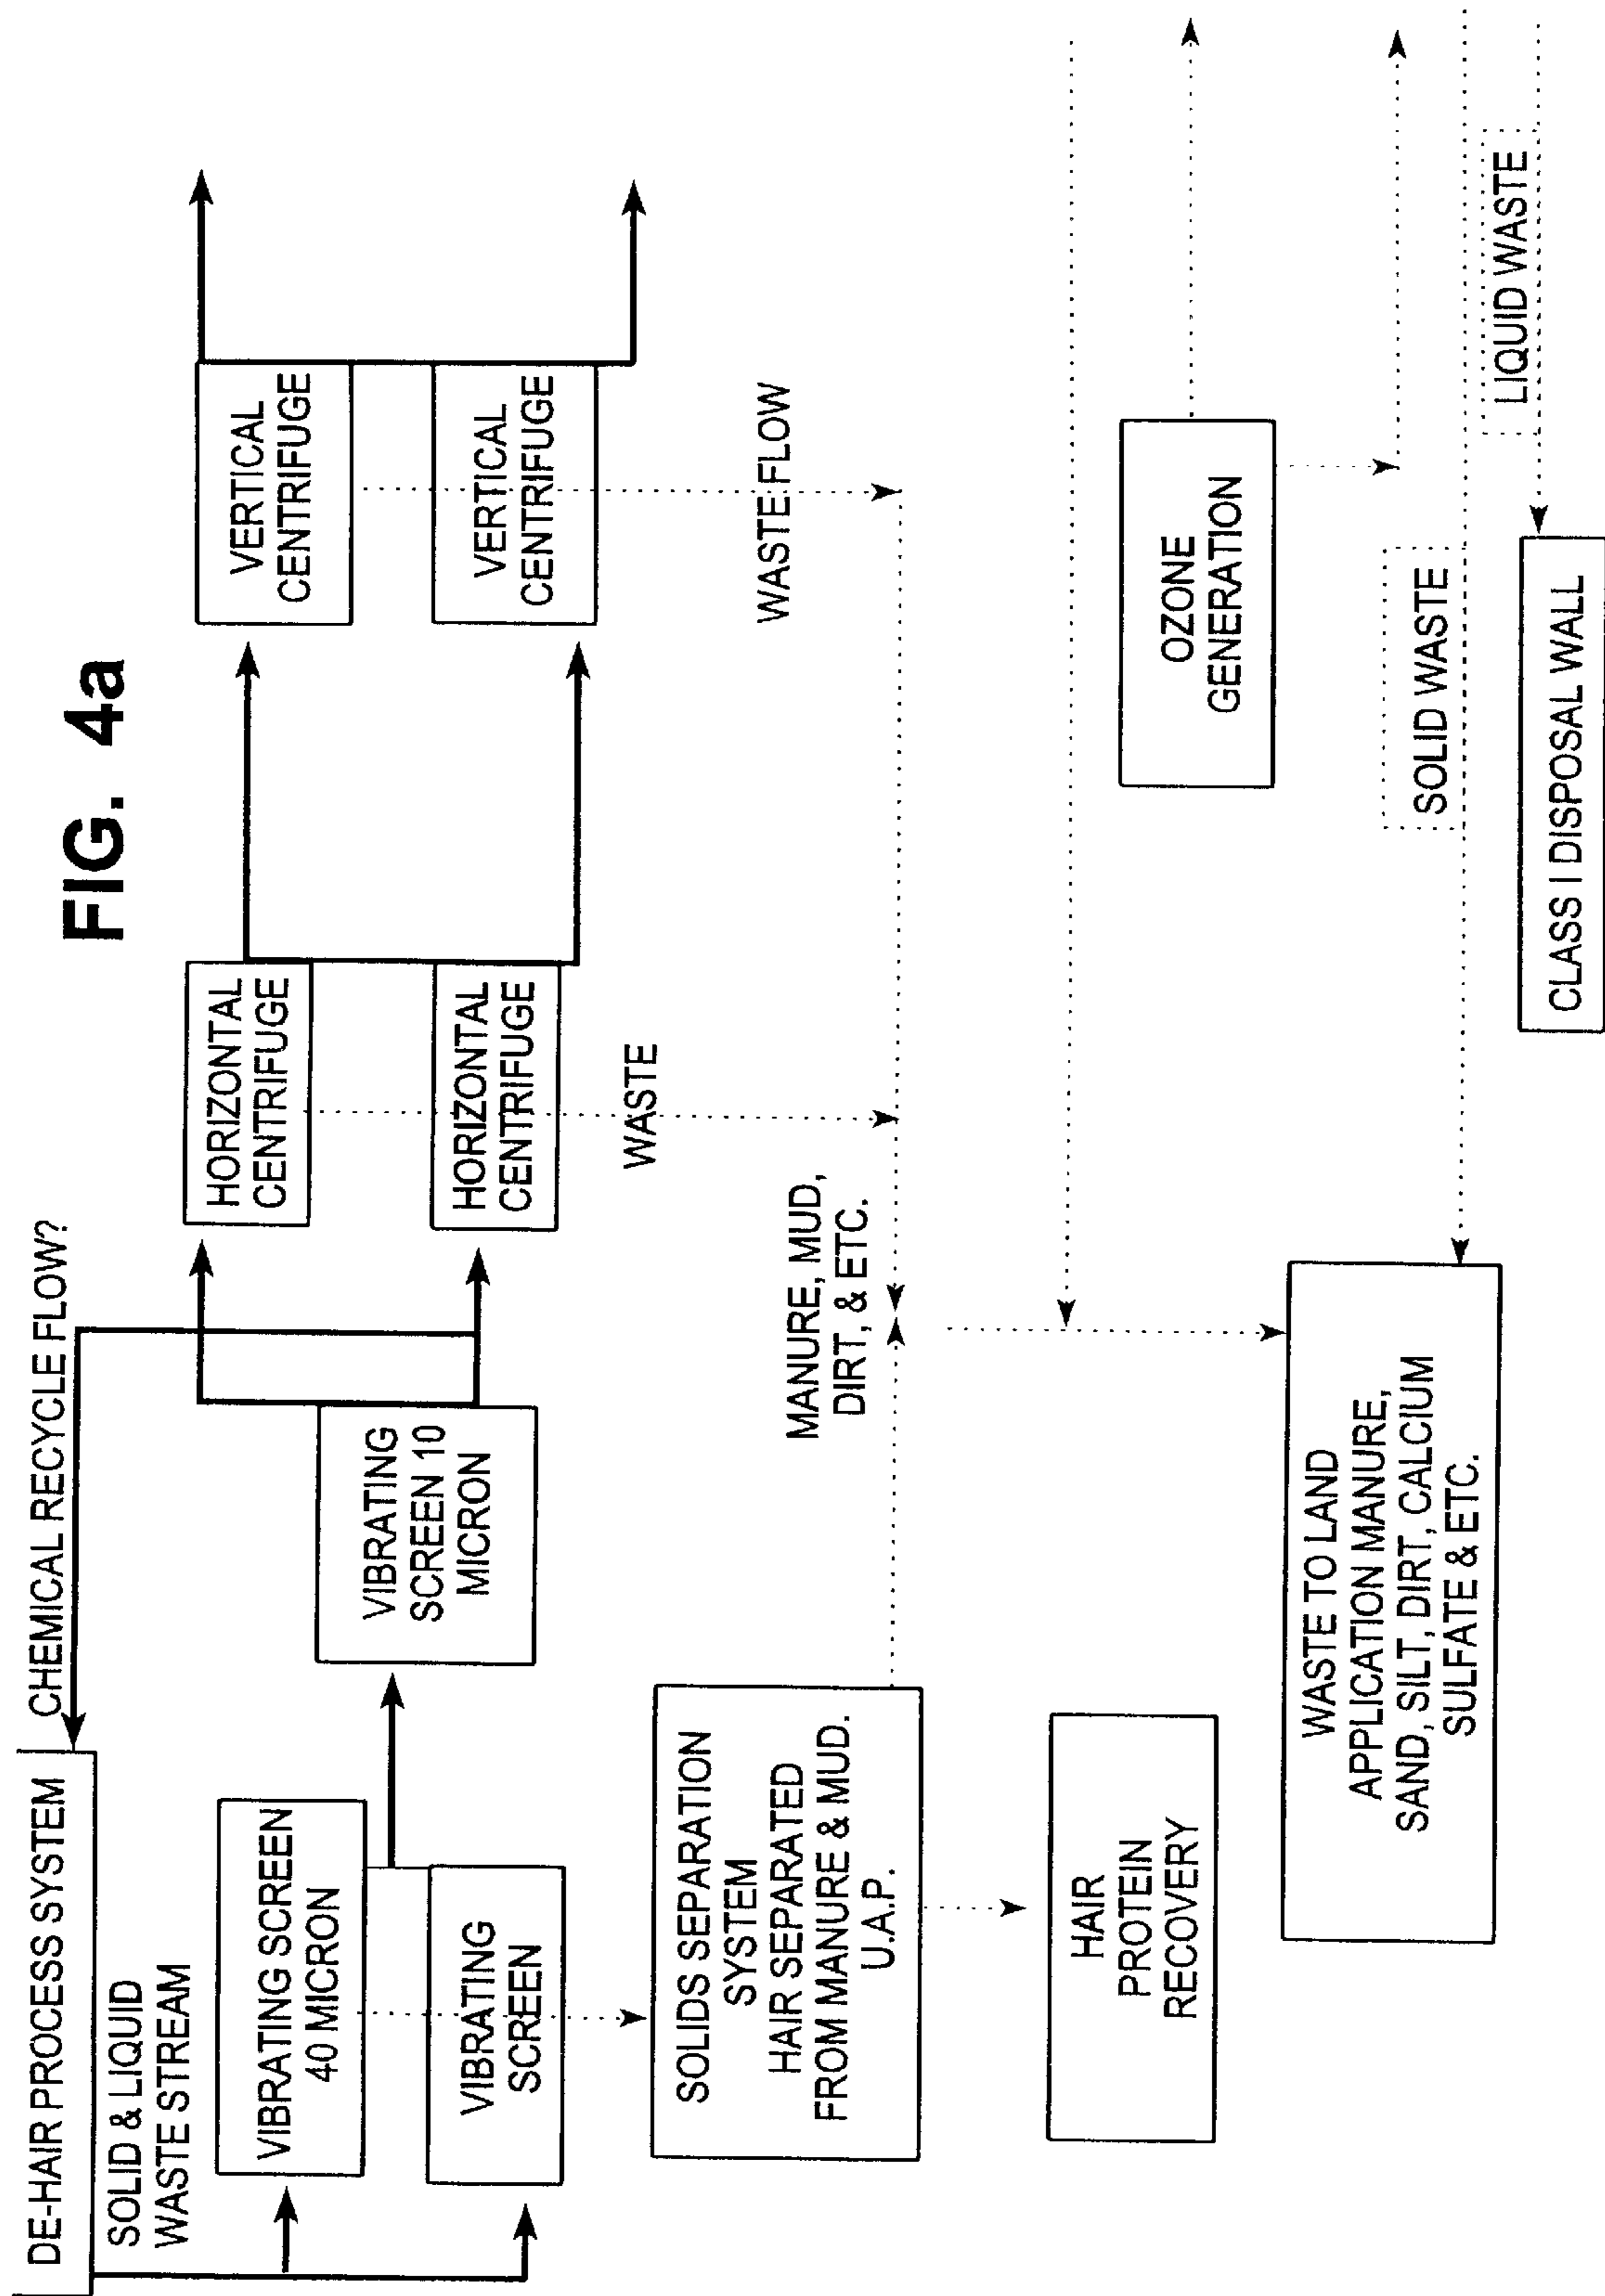 FIG. 4a
DE-HAIR PROCESS SYSTEM
CHEMICAL RECYCLE FLOW?
SOLID & LIQUID
WASTE STREAM
VIBRATING SCREEN
40 MICRON
VIBRATING
SCREEN
VIBRATING
SCREEN 10
MICRON
HORIZONTAL
CENTRIFUGE
HORIZONTAL
CENTRIFUGE
VERTICAL
CENTRIFUGE
VERTICAL
CENTRIFUGE
WASTE
WASTE FLOW
SOLIDS SEPARATION
SYSTEM
HAIR SEPARATED
FROM MANURE & MUD.
U.A.P.
MANURE, MUD,
DIRT, & ETC.
HAIR
PROTEIN
RECOVERY
OZONE
GENERATION
WASTE TO LAND
APPLICATION MANURE,
SAND, SILT, DIRT, CALCIUM
SULFATE & ETC.
SOLID WASTE
LIQUID WASTE
CLASS I DISPOSAL WALL